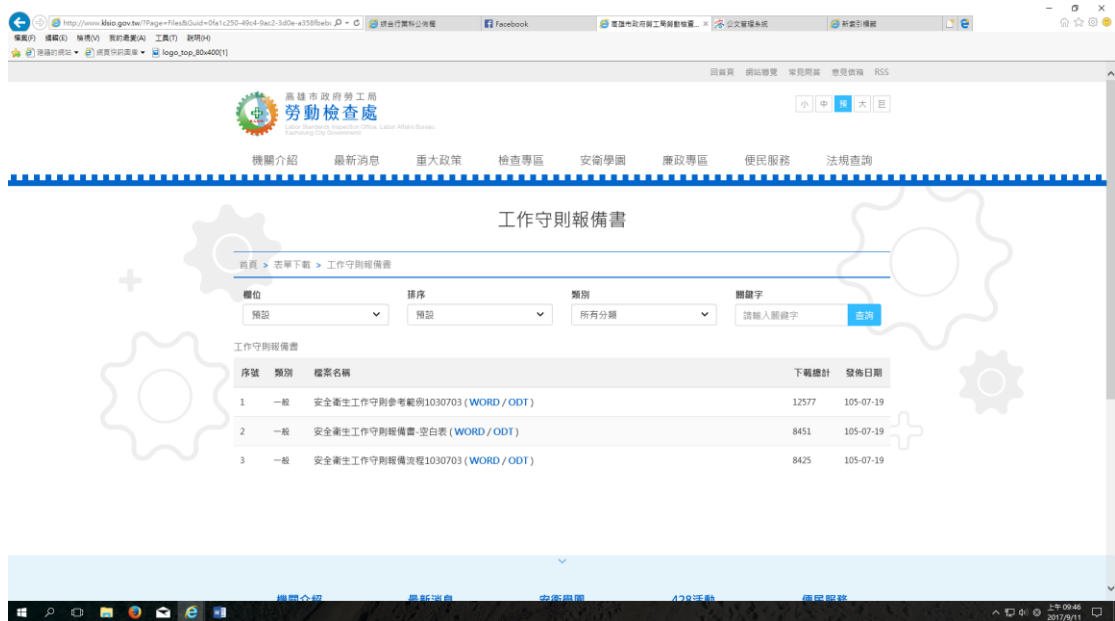 http://www.klsio.gov.tw/?Page=Files&Guid=0fa1c250-49c4-9ac2-3d0e-a358fbeb
綜合行業科公佈欄
Facebook
高雄市政府勞工局勞動檢查...
公文管理系統
新索引標籤
檔案(F) 編輯(E) 檢視(V) 我的最愛(A) 工具(T) 說明(H)
建議的網站
網頁快訊圖庫
logo_top_80x400[1]
回首頁 網站導覽 常見問答 意見信箱 RSS
高雄市政府勞工局
勞動檢查處
Labor Standards Inspection Office, Labor Affairs Bureau
Kaohsiung City Government
小 中 預 大 巨
機關介紹 最新消息 重大政策 檢查專區 安衛學園 廉政專區 便民服務 法規查詢
工作守則報備書
首頁 > 表單下載 > 工作守則報備書
欄位 排序 類別 關鍵字
預設 預設 所有分類 請輸入關鍵字 查詢
工作守則報備書
序號 類別 檔案名稱 下載總計 發佈日期
1 一般 安全衛生工作守則參考範例1030703 ( WORD / ODT ) 12577 105-07-19
2 一般 安全衛生工作守則報備書-空白表 ( WORD / ODT ) 8451 105-07-19
3 一般 安全衛生工作守則報備流程1030703 ( WORD / ODT ) 8425 105-07-19
機關介紹 最新消息 安衛學園 428活動 便民服務
上午 09:46
2017/9/11